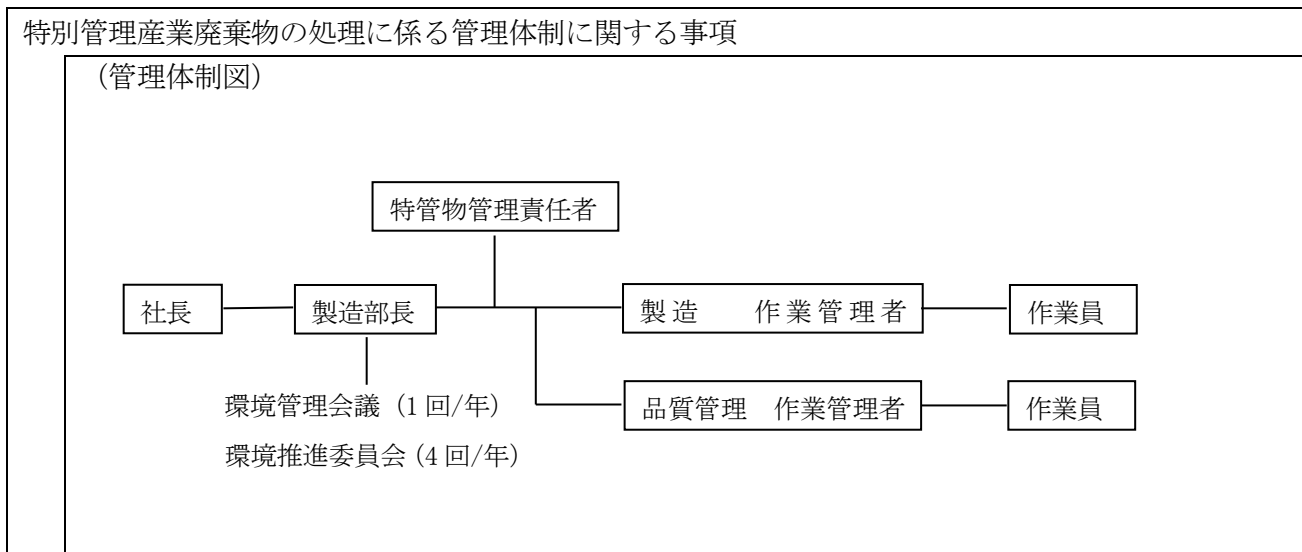 特別管理産業廃棄物の処理に係る管理体制に関する事項
（管理体制図）
特管物管理責任者
社長
製造部長
製造　作業管理者
作業員
環境管理会議（1回/年）
品質管理　作業管理者
作業員
環境推進委員会（4回/年）